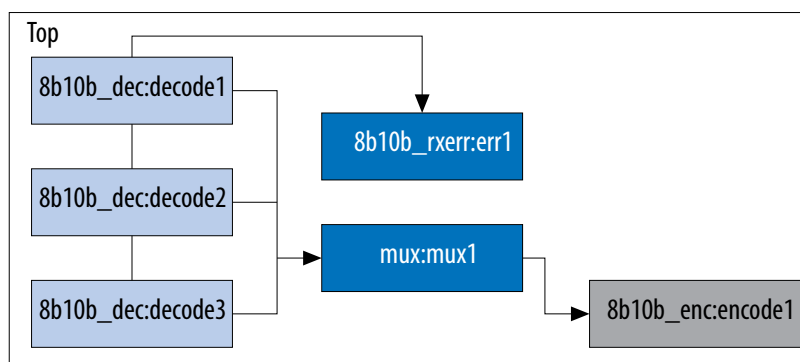 Top
8b10b_dec:decode1
8b10b_rxerr:err1
8b10b_dec:decode2
mux:mux1
8b10b_dec:decode3
8b10b_enc:encode1